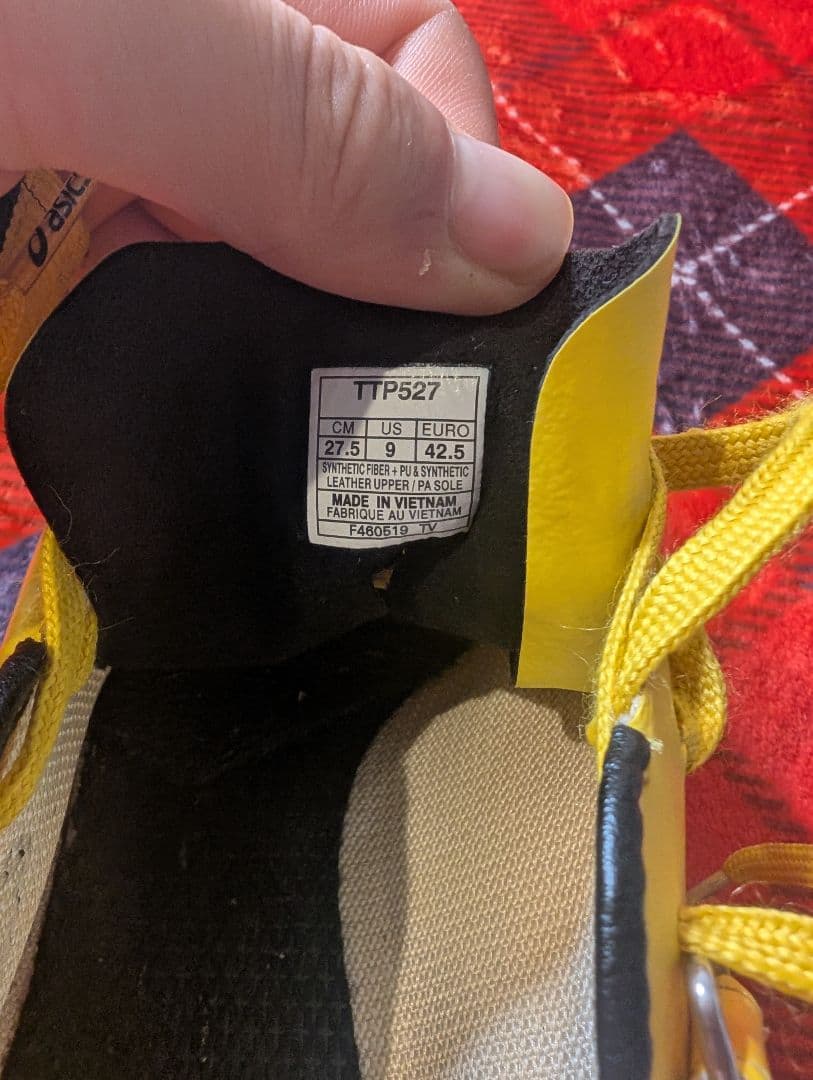 asics
TTP527
CM US EURO
27.5 9 42.5
SYNTHETIC FIBER + PU & SYNTHETIC
LEATHER UPPER / PA SOLE
MADE IN VIETNAM
FABRIQUE AU VIETNAM
F460519 TV